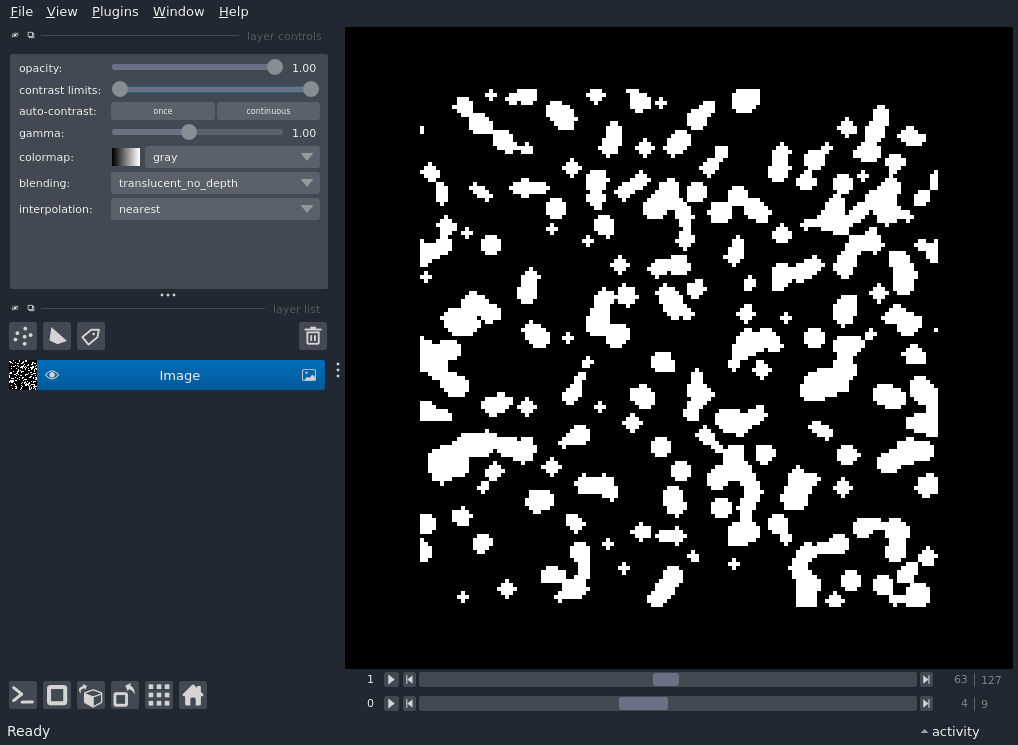 File View Plugins Window Help
layer controls
opacity: 1.00
contrast limits:
auto-contrast: once continuous
gamma: 1.00
colormap: gray
blending: translucent_no_depth
interpolation: nearest
layer list
Image
1 63 127
0 4 9
Ready activity